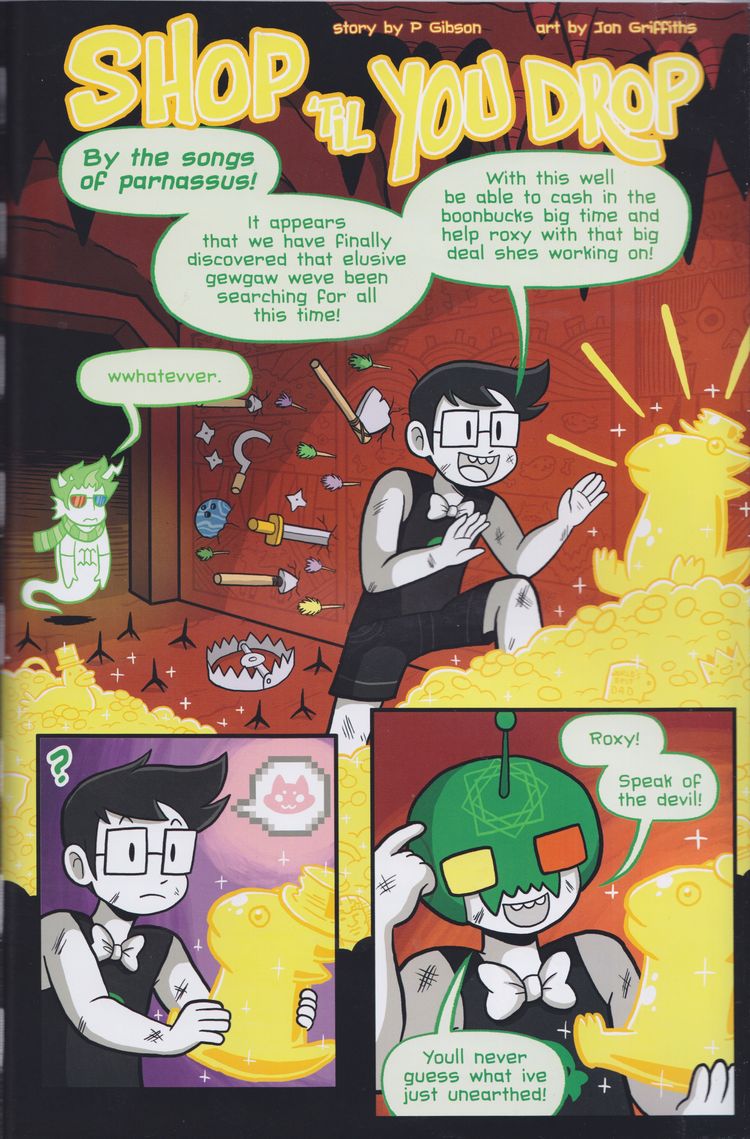 story by P Gibson
art by Jon Griffiths
SHOP 'TIL YOU DROP
By the songs
of parnassus!
It appears
that we have finally
discovered that elusive
gewgaw weve been
searching for all
this time!
With this well
be able to cash in the
boonbucks big time and
help roxy with that big
deal shes working on!
wwhatevver.
WORLDS
BEST
DAD
?
Roxy!
Speak of
the devil!
Youll never
guess what ive
just unearthed!